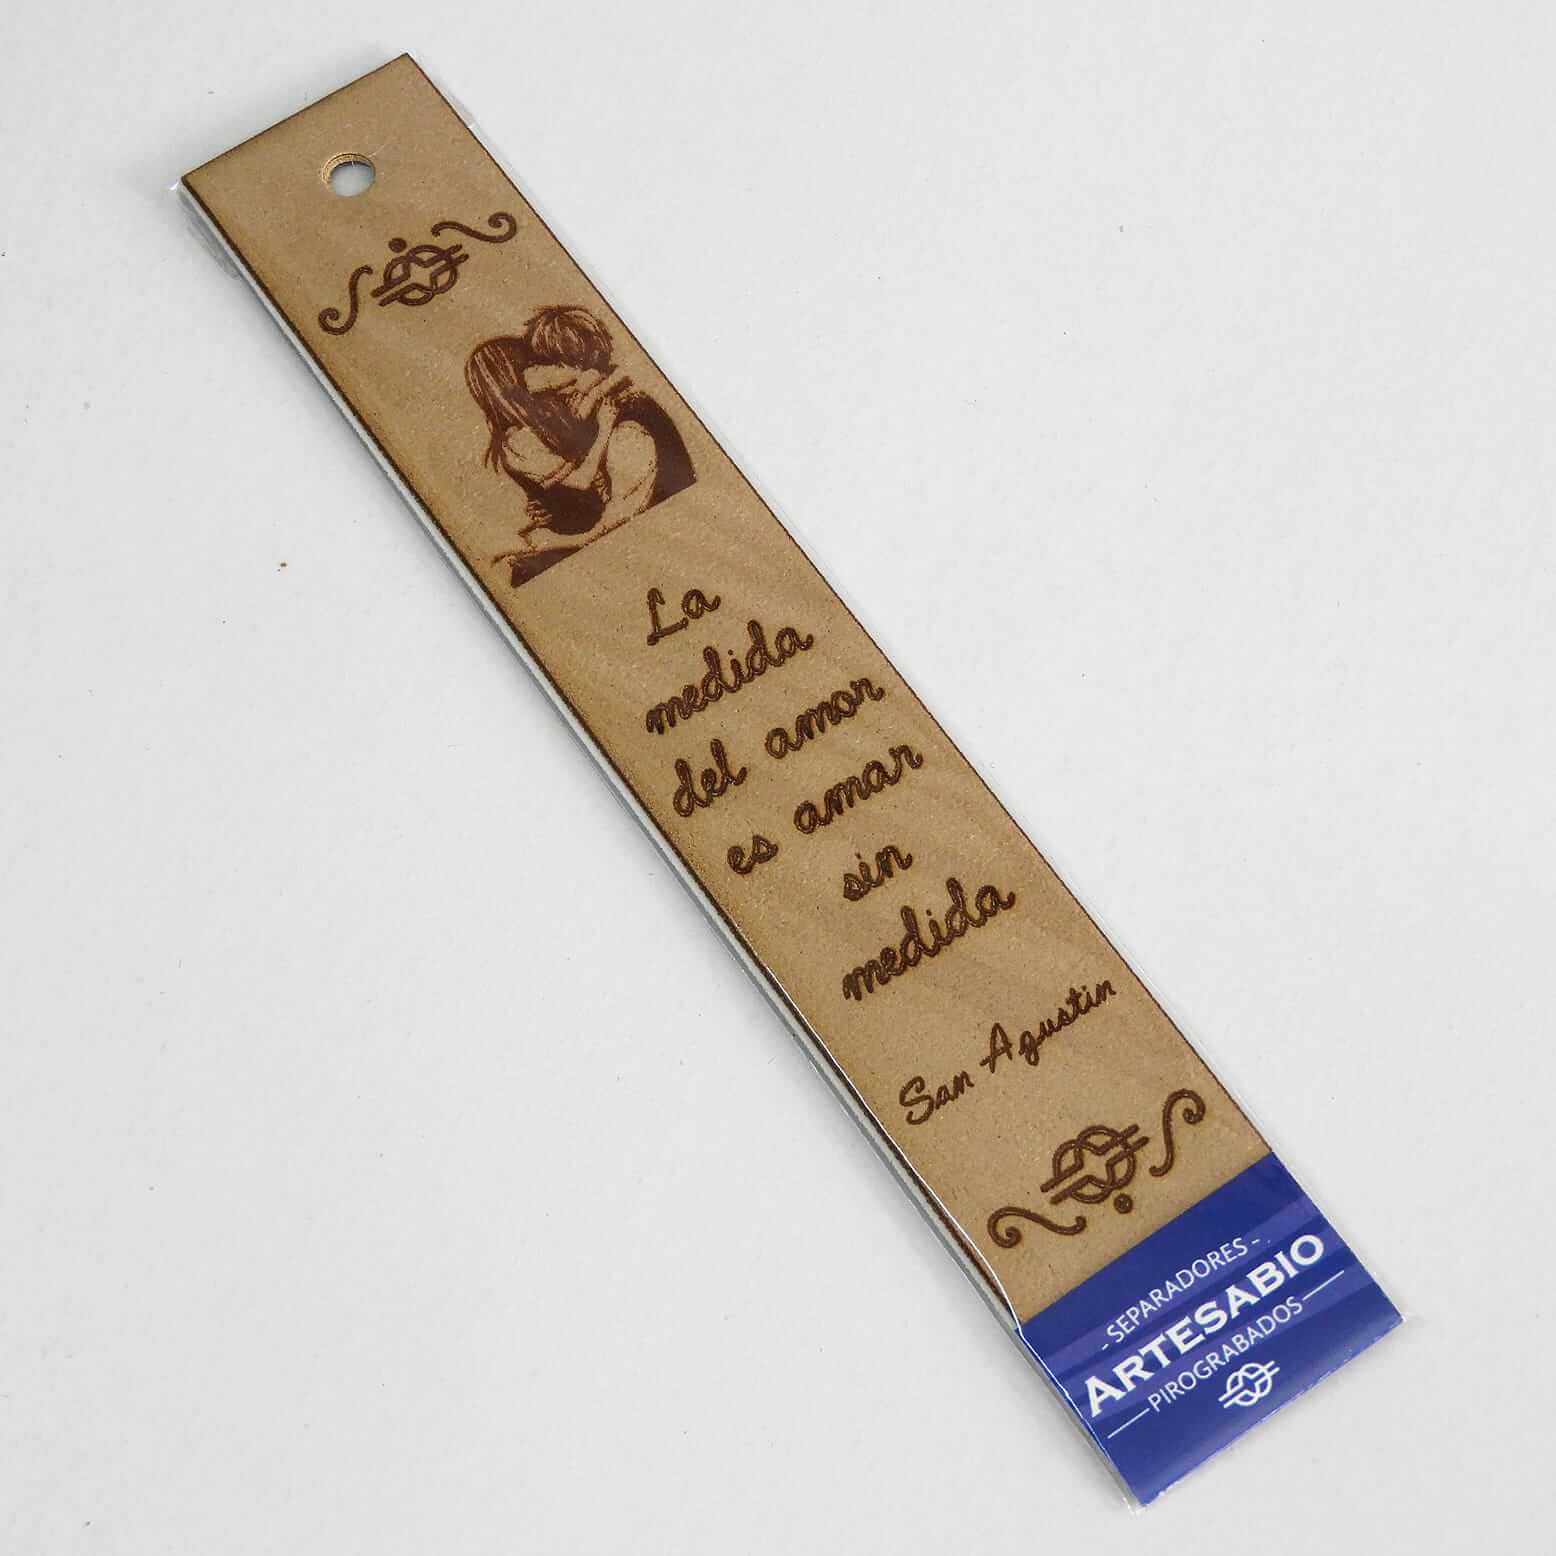 La
medida
del amor
es amar
sin
medida
San Agustin
- SEPARADORES -
ARTESABIO
PIROGRABADOS